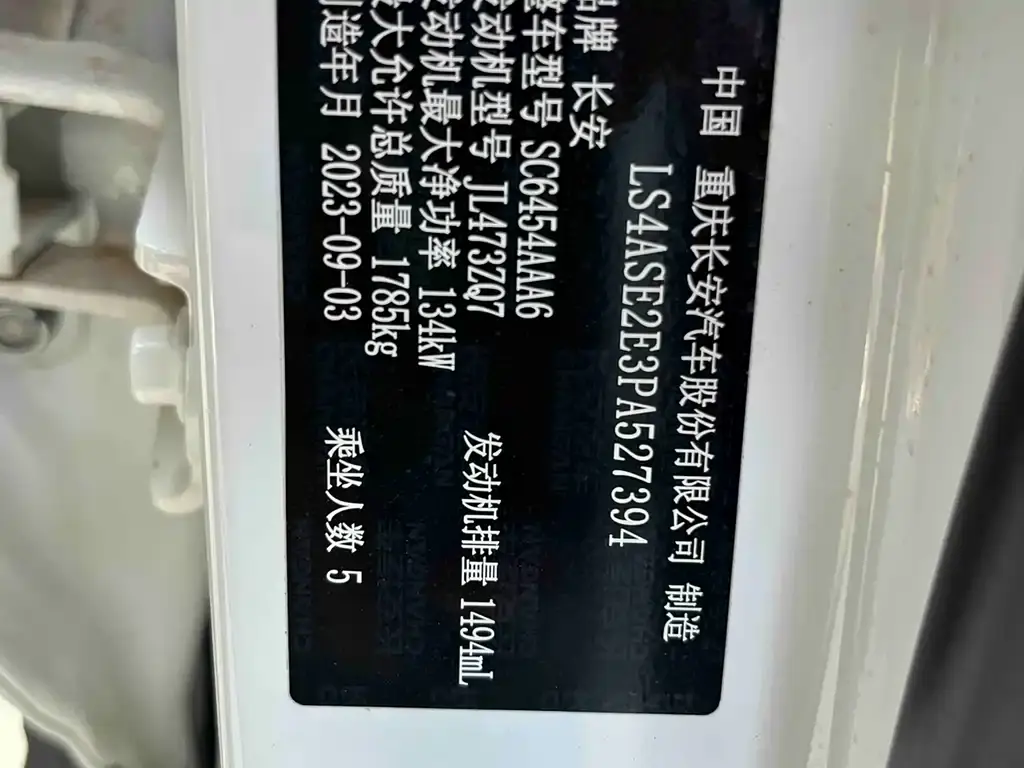 中国 重庆长安汽车股份有限公司 制造
LS4ASE2E3PA527394
品牌 长安
整车型号 SC6454AAA6
发动机型号 JL473ZQ7 发动机排量 1494mL
发动机最大净功率 134kW
最大允许总质量 1785kg
制造年月 2023-09-03 乘坐人数 5